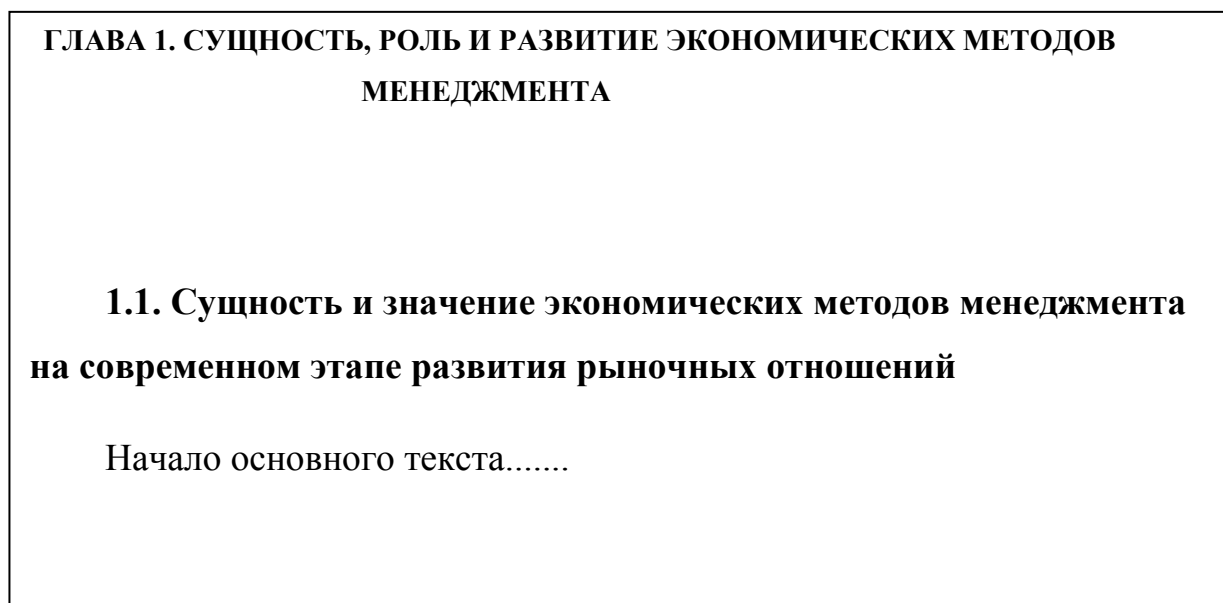 ГЛАВА 1. СУЩНОСТЬ, РОЛЬ И РАЗВИТИЕ ЭКОНОМИЧЕСКИХ МЕТОДОВ
МЕНЕДЖМЕНТА
1.1. Сущность и значение экономических методов менеджмента
на современном этапе развития рыночных отношений
Начало основного текста.......